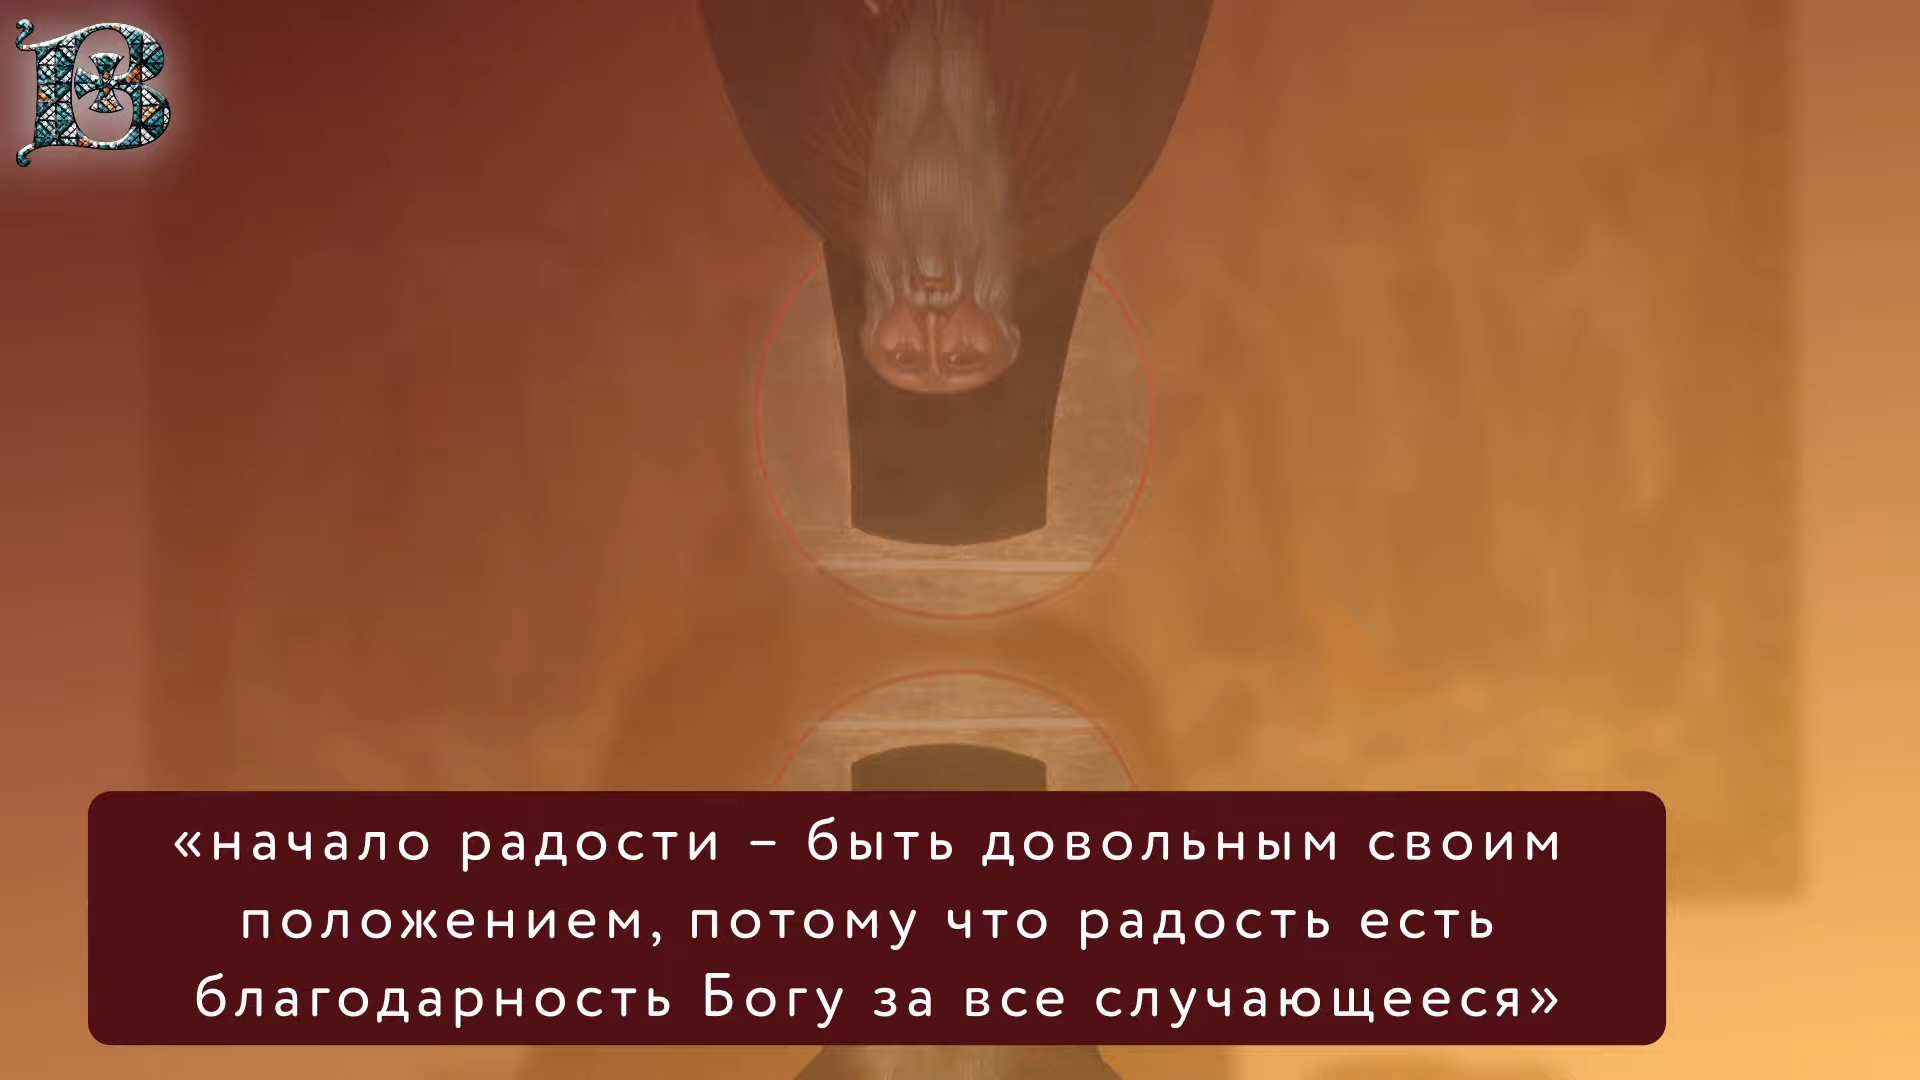 В
«начало радости – быть довольным своим
положением, потому что радость есть
благодарность Богу за все случающееся»